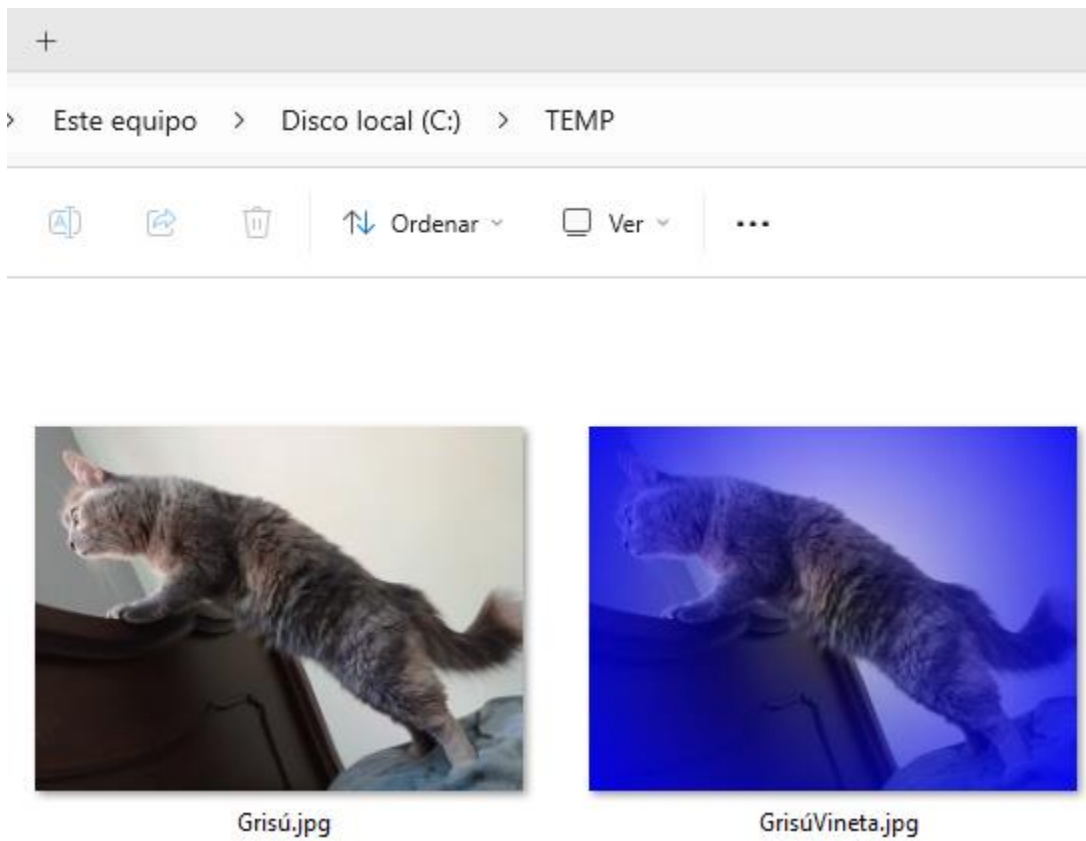 Este equipo > Disco local (C:) > TEMP
Ordenar Ver ...
Grisú.jpg GrisúVineta.jpg